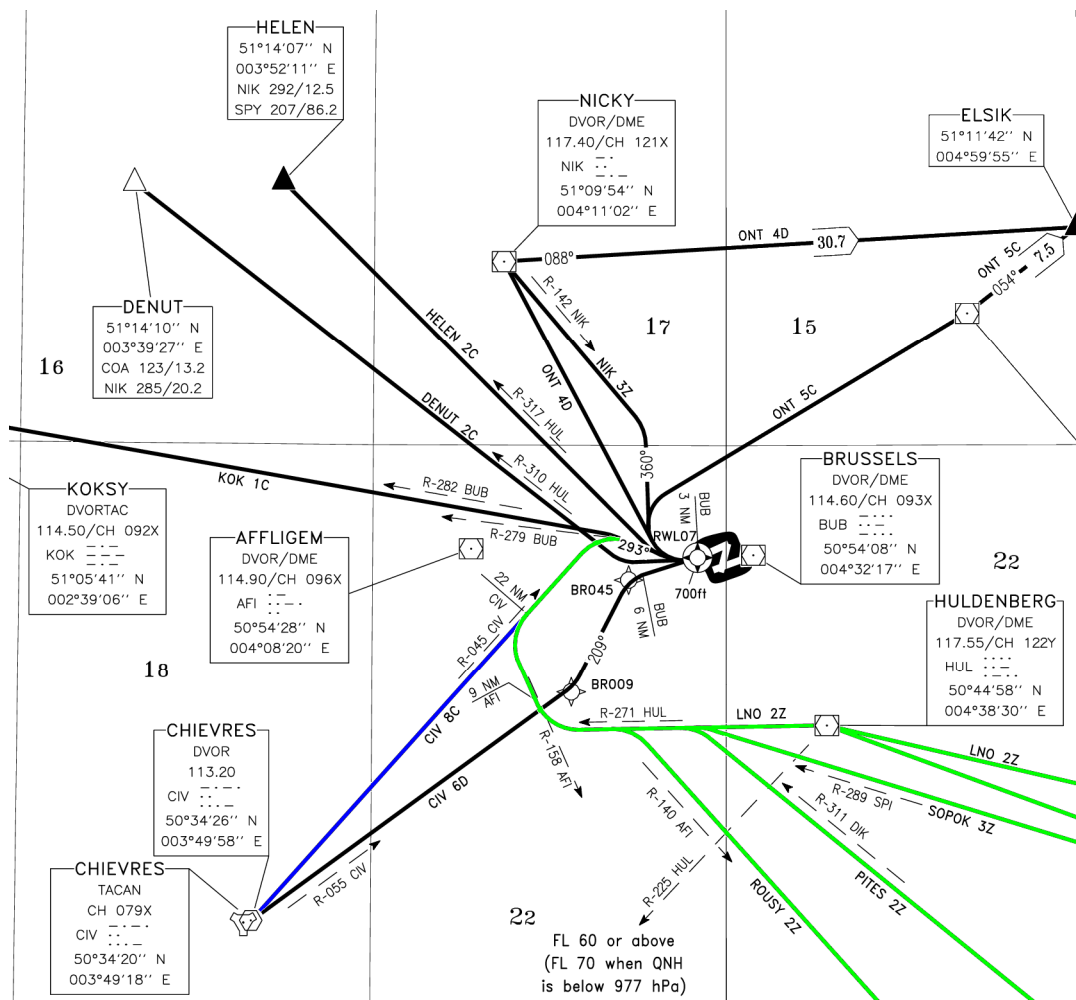 HELEN
51°14'07'' N
003°52'11'' E
NIK 292/12.5
SPY 207/86.2
NICKY
DVOR/DME
117.40/CH 121X
NIK
51°09'54'' N
004°11'02'' E
ELSIK
51°11'42'' N
004°59'55'' E
DENUT
51°14'10'' N
003°39'27'' E
COA 123/13.2
NIK 285/20.2
088°
ONT 4D
30.7
ONT 5C
054°
7.5
R-142 NIK
17
15
16
HELEN 2C
ONT 4D
NIK 3Z
ONT 5C
DENUT 2C
R-317 HUL
R-310 HUL
360°
KOK 1C
R-282 BUB
R-279 BUB
KOKSY
DVORTAC
114.50/CH 092X
KOK
51°05'41'' N
002°39'06'' E
AFFLIGEM
DVOR/DME
114.90/CH 096X
AFI
50°54'28'' N
004°08'20'' E
BUB
3 NM
RWL07
293°
700ft
BR045
BUB
6 NM
BRUSSELS
DVOR/DME
114.60/CH 093X
BUB
50°54'08'' N
004°32'17'' E
22
HULDENBERG
DVOR/DME
117.55/CH 122Y
HUL
50°44'58'' N
004°38'30'' E
22 NM
CIV
R-045 CIV
209°
BR009
9 NM
AFI
R-271 HUL
LNO 2Z
LNO 2Z
18
CIV 8C
CIV 6D
R-158 AFI
R-140 AFI
R-289 SPI
SOPOK 3Z
R-311 DIK
PITES 2Z
ROUSY 2Z
R-225 HUL
R-055 CIV
CHIEVRES
DVOR
113.20
CIV
50°34'26'' N
003°49'58'' E
CHIEVRES
TACAN
CH 079X
CIV
50°34'20'' N
003°49'18'' E
22
FL 60 or above
(FL 70 when QNH
is below 977 hPa)